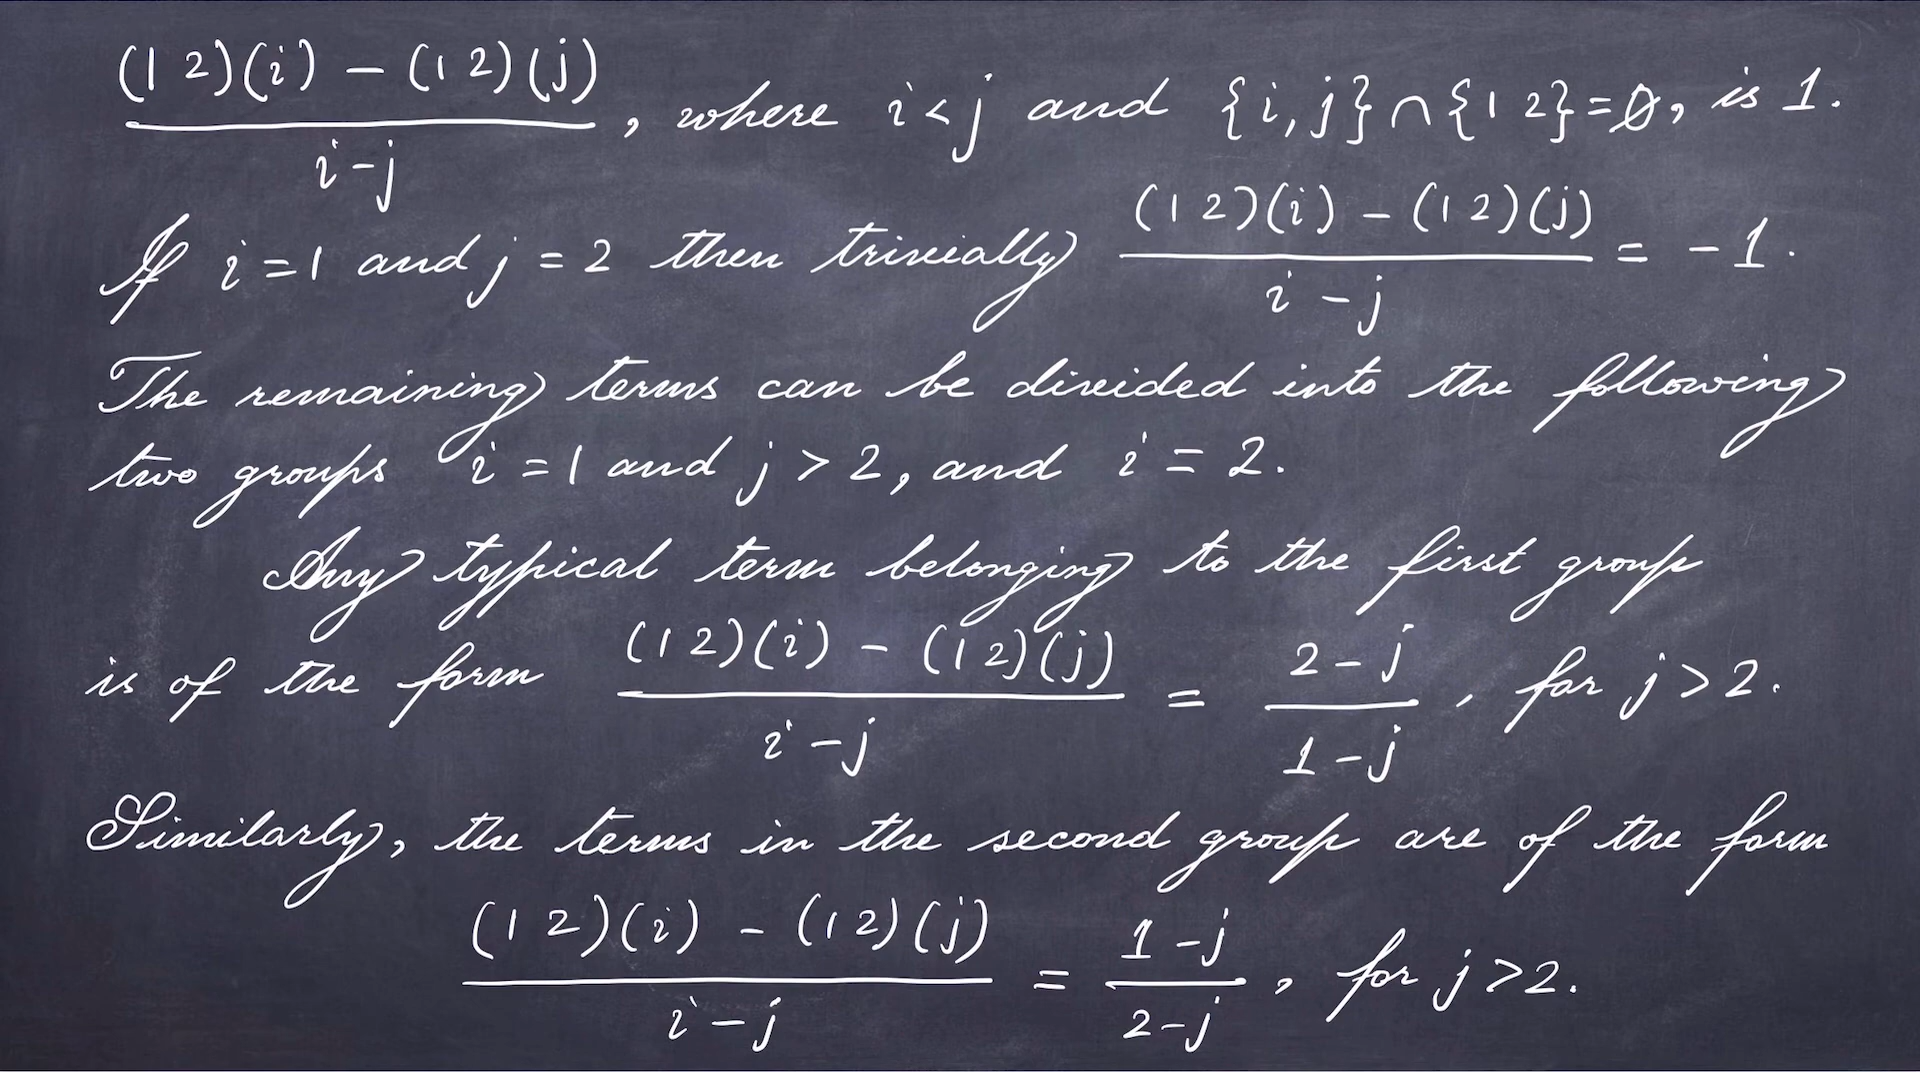 ((1 2)(i) - (1 2)(j))/(i-j), where i<j and {i,j}∩{1 2}=∅, is 1.
If i=1 and j=2 then trivially ((1 2)(i) - (1 2)(j))/(i-j) = -1.
The remaining terms can be divided into the following
two groups i=1 and j>2, and i=2.
Any typical term belonging to the first group
is of the form ((1 2)(i) - (1 2)(j))/(i-j) = (2-j)/(1-j), for j>2.
Similarly, the terms in the second group are of the form
((1 2)(i) - (1 2)(j))/(i-j) = (1-j)/(2-j), for j>2.